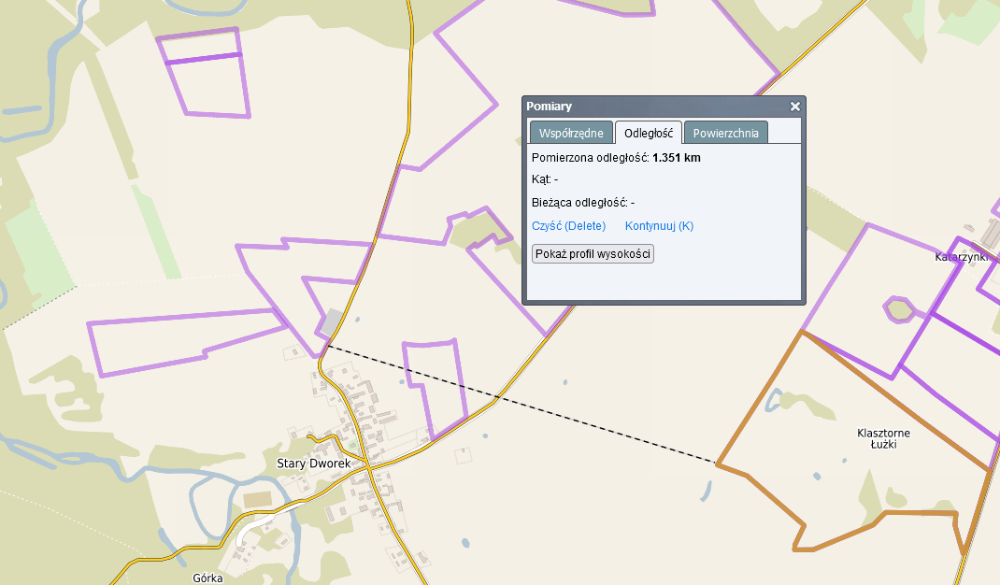 Pomiary
Współrzędne Odległość Powierzchnia
Pomierzona odległość: 1.351 km
Kąt: -
Bieżąca odległość: -
Czyść (Delete) Kontynuuj (K)
Pokaż profil wysokości
Katarzynki
Klasztorne
Łużki
Stary Dworek
Górka